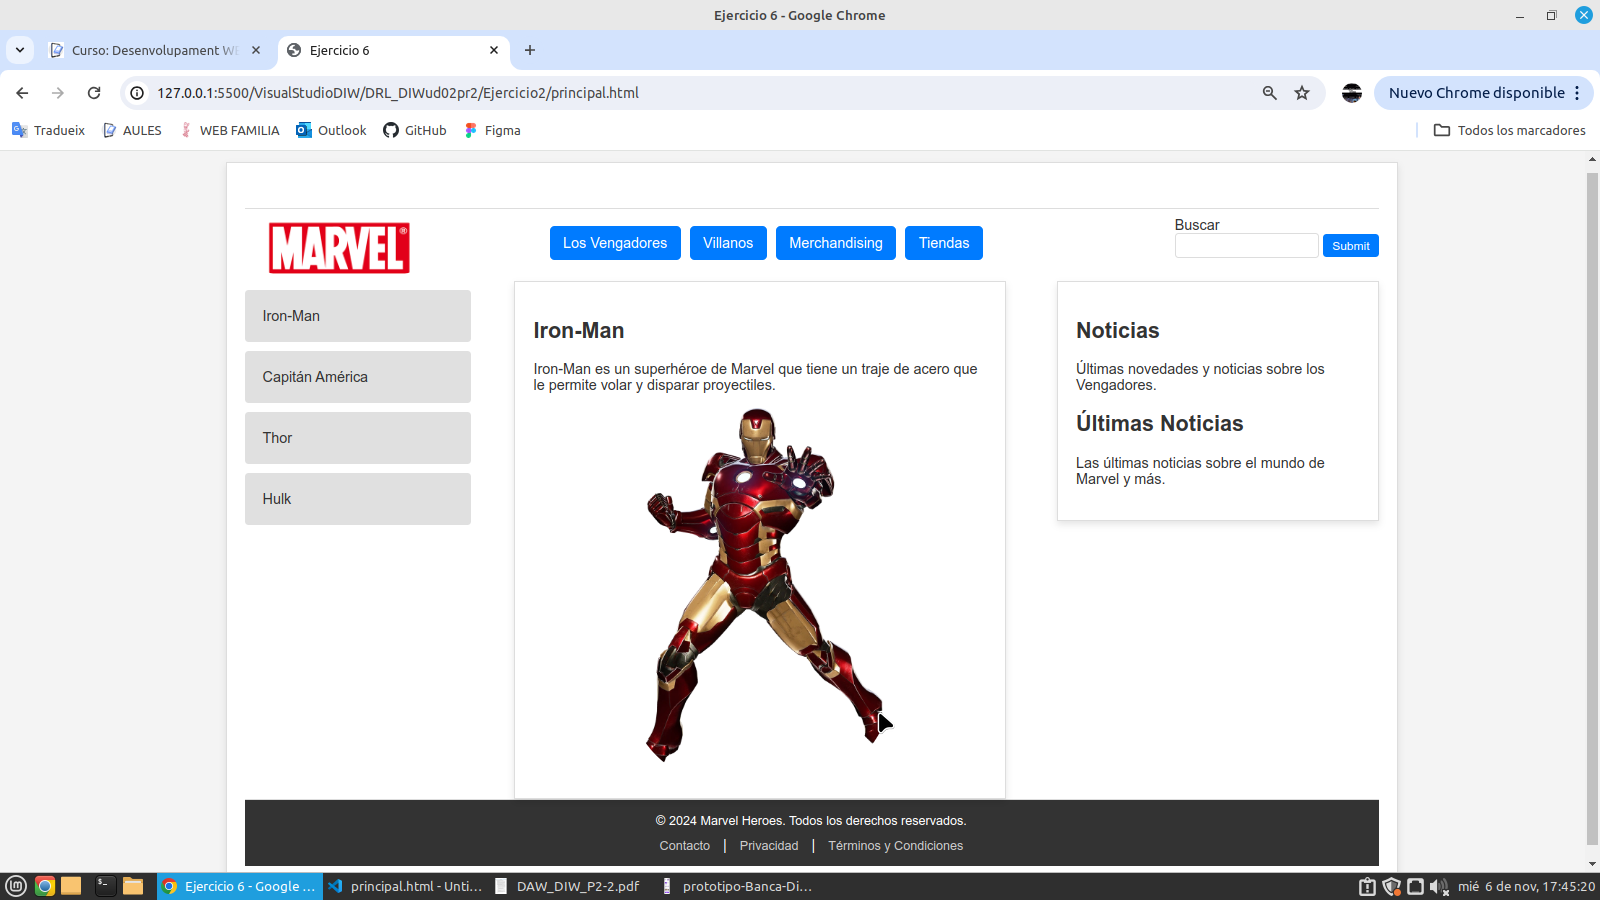 Ejercicio 6 - Google Chrome
Curso: Desenvolupament WE
Ejercicio 6
127.0.0.1:5500/VisualStudioDIW/DRL_DIWud02pr2/Ejercicio2/principal.html
Nuevo Chrome disponible
Tradueix
AULES
WEB FAMILIA
Outlook
GitHub
Figma
Todos los marcadores
MARVEL®
Los Vengadores
Villanos
Merchandising
Tiendas
Buscar
Submit
Iron-Man
Capitán América
Thor
Hulk
Iron-Man
Iron-Man es un superhéroe de Marvel que tiene un traje de acero que
le permite volar y disparar proyectiles.
Noticias
Últimas novedades y noticias sobre los
Vengadores.
Últimas Noticias
Las últimas noticias sobre el mundo de
Marvel y más.
© 2024 Marvel Heroes. Todos los derechos reservados.
Contacto | Privacidad | Términos y Condiciones
Ejercicio 6 - Google ...
principal.html - Unti...
DAW_DIW_P2-2.pdf
prototipo-Banca-Di...
mié 6 de nov, 17:45:20